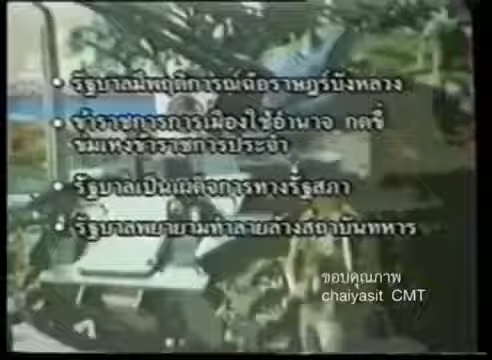 • รัฐบาลมีพฤติการณ์ฉ้อราษฎร์บังหลวง
• ข้าราชการการเมืองใช้อำนาจ กดขี่
ข่มเหงข้าราชการประจำ
• รัฐบาลเป็นเผด็จการทางรัฐสภา
• รัฐบาลพยายามทำลายล้างสถาบันทหาร
ขอบคุณภาพ
chaiyasit CMT